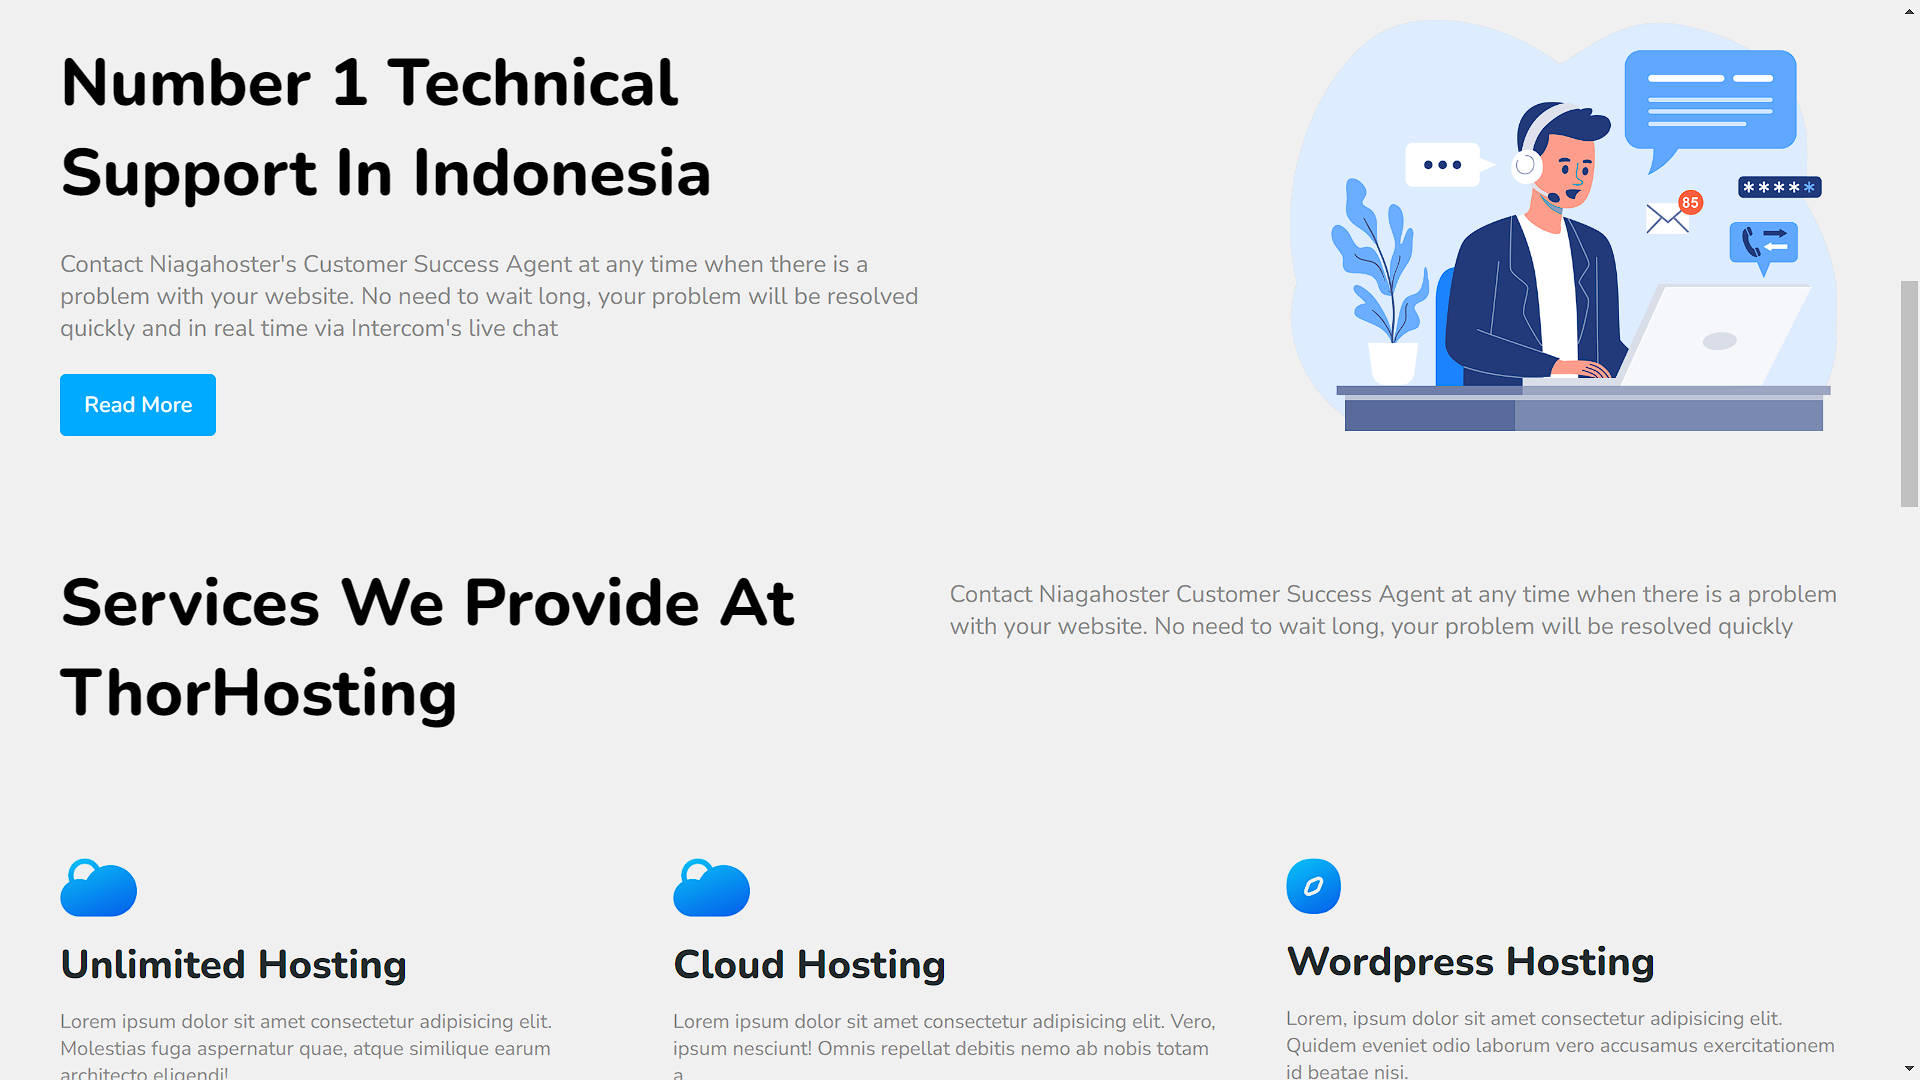 Number 1 Technical
Support In Indonesia
Contact Niagahoster's Customer Success Agent at any time when there is a
problem with your website. No need to wait long, your problem will be resolved
quickly and in real time via Intercom's live chat
Read More
85
*****
Services We Provide At
ThorHosting
Contact Niagahoster Customer Success Agent at any time when there is a problem
with your website. No need to wait long, your problem will be resolved quickly
Unlimited Hosting
Lorem ipsum dolor sit amet consectetur adipisicing elit.
Molestias fuga aspernatur quae, atque similique earum
architecto eligendi!
Cloud Hosting
Lorem ipsum dolor sit amet consectetur adipisicing elit. Vero,
ipsum nesciunt! Omnis repellat debitis nemo ab nobis totam
a
Wordpress Hosting
Lorem, ipsum dolor sit amet consectetur adipisicing elit.
Quidem eveniet odio laborum vero accusamus exercitationem
id beatae nisi.